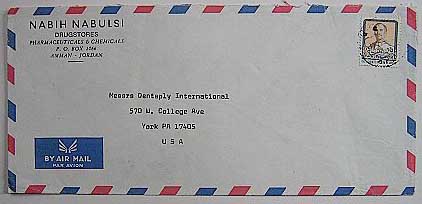 NABIH NABULSI
DRUGSTORES
PHARMACEUTICALS & CHEMICALS
P. O. BOX
AMMAN - JORDAN
Messrs Dentsply International
570 W. College Ave
York PA 17405
U S A
BY AIR MAIL
PAR AVION